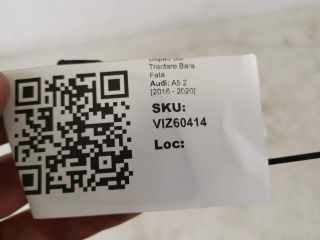 Tractare Bara
Fata
Audi: A5 2
[2016 - 2020]
SKU:
VIZ60414
Loc: